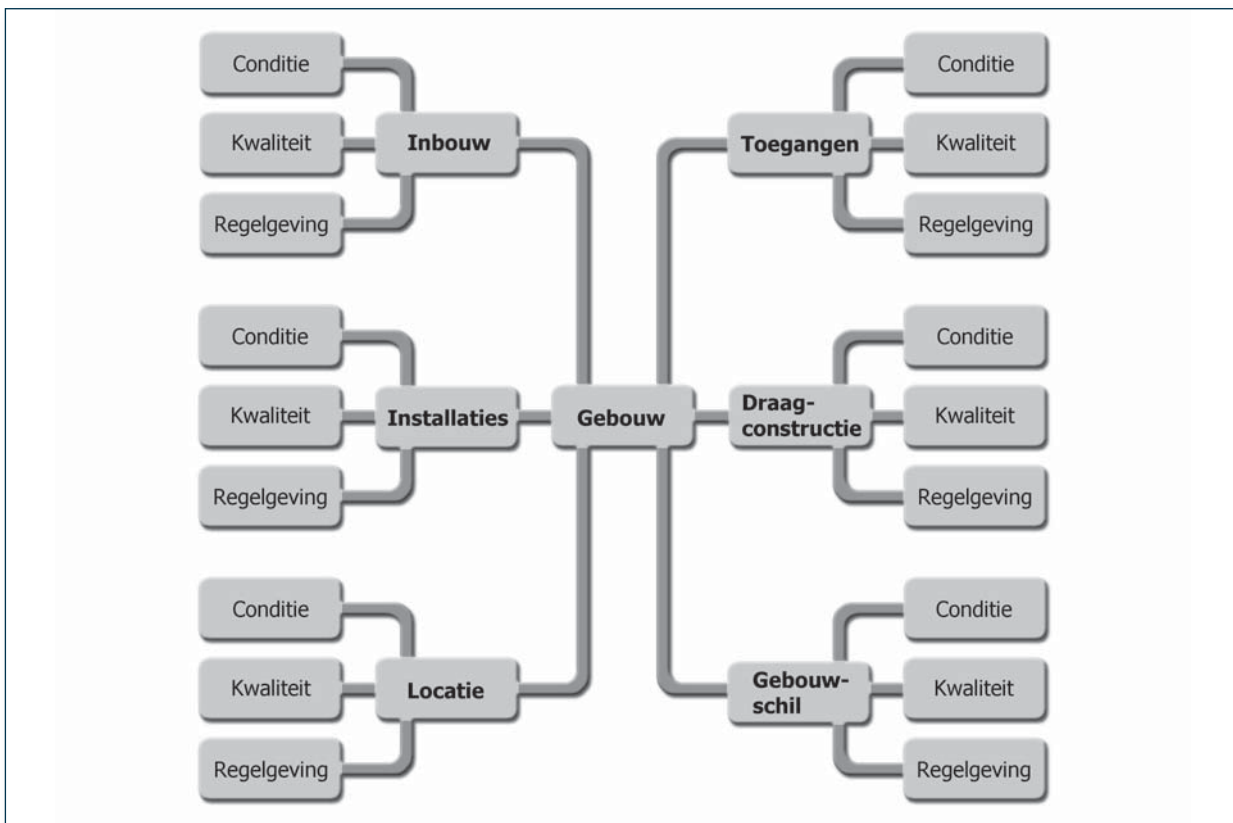 Conditie
Kwaliteit
Inbouw
Regelgeving
Conditie
Toegangen
Kwaliteit
Regelgeving
Conditie
Kwaliteit
Installaties
Regelgeving
Gebouw
Conditie
Draag-
constructie
Kwaliteit
Regelgeving
Conditie
Kwaliteit
Locatie
Regelgeving
Conditie
Gebouw-
schil
Kwaliteit
Regelgeving